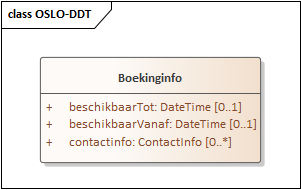 class OSLO-DDT
Boekinginfo
+ beschikbaarTot: DateTime [0..1]
+ beschikbaarVanaf: DateTime [0..1]
+ contactinfo: ContactInfo [0..*]